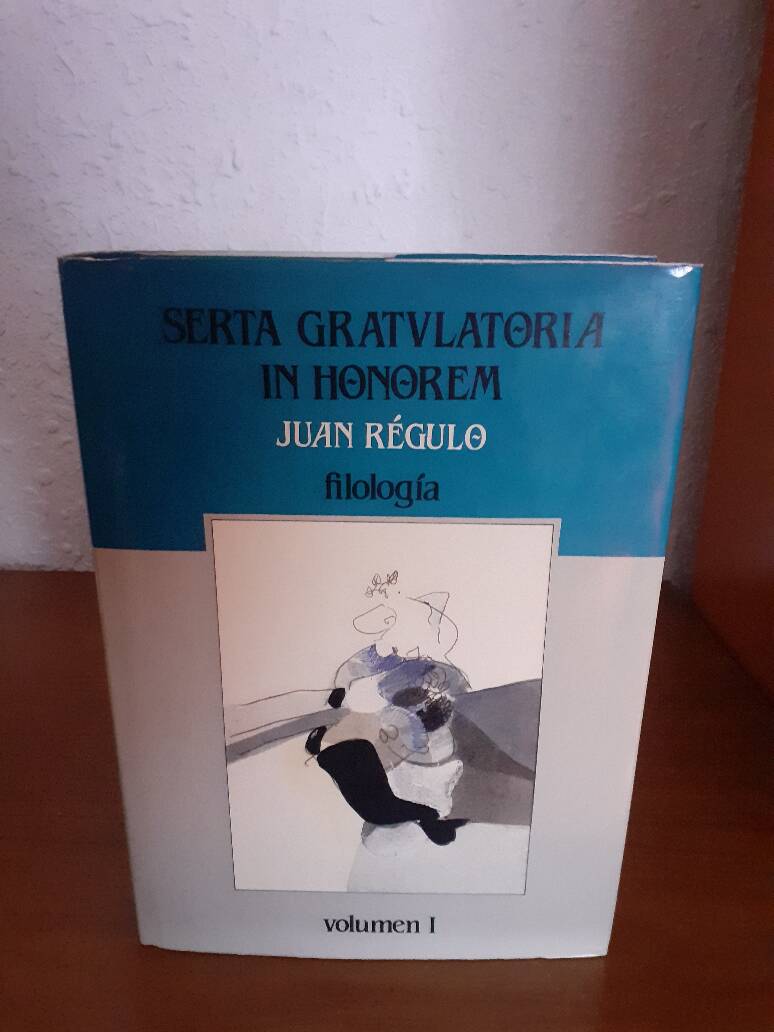 SERTA GRATVLATORIA
IN HONOREM
JUAN RÉGULO
filología
volumen I